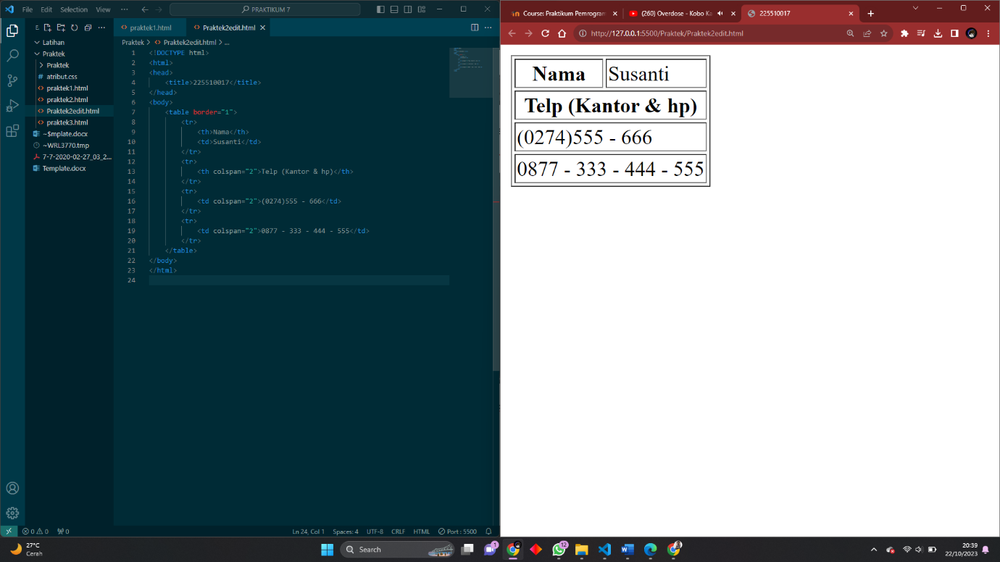 File Edit Selection View ··· PRAKTIKUM 7
praktek1.html Praktek2edit.html
Praktek > Praktek2edit.html > ...
Latihan
Praktek
Praktek
atribut.css
praktek1.html
praktek2.html
Praktek2edit.html
praktek3.html
~$mplate.docx
~WRL3770.tmp
7-7-2020-02-27_03_2...
Template.docx
1 <!DOCTYPE html>
2 <html>
3 <head>
4 <title>225510017</title>
5 </head>
6 <body>
7 <table border="1">
8 <tr>
9 <th>Nama</th>
10 <td>Susanti</td>
11 </tr>
12 <tr>
13 <th colspan="2">Telp (Kantor & hp)</th>
14 </tr>
15 <tr>
16 <td colspan="2">(0274)555 - 666</td>
17 </tr>
18 <tr>
19 <td colspan="2">0877 - 333 - 444 - 555</td>
20 </tr>
21 </table>
22 </body>
23 </html>
24
0 0 0 Ln 24, Col 1 Spaces: 4 UTF-8 CRLF HTML Port : 5500
Course: Praktikum Pemrogram (260) Overdose - Kobo Ka 225510017
http://127.0.0.1:5500/Praktek/Praktek2edit.html
Nama Susanti
Telp (Kantor & hp)
(0274)555 - 666
0877 - 333 - 444 - 555
27°C
Cerah
Search
1
12
20:39
22/10/2023